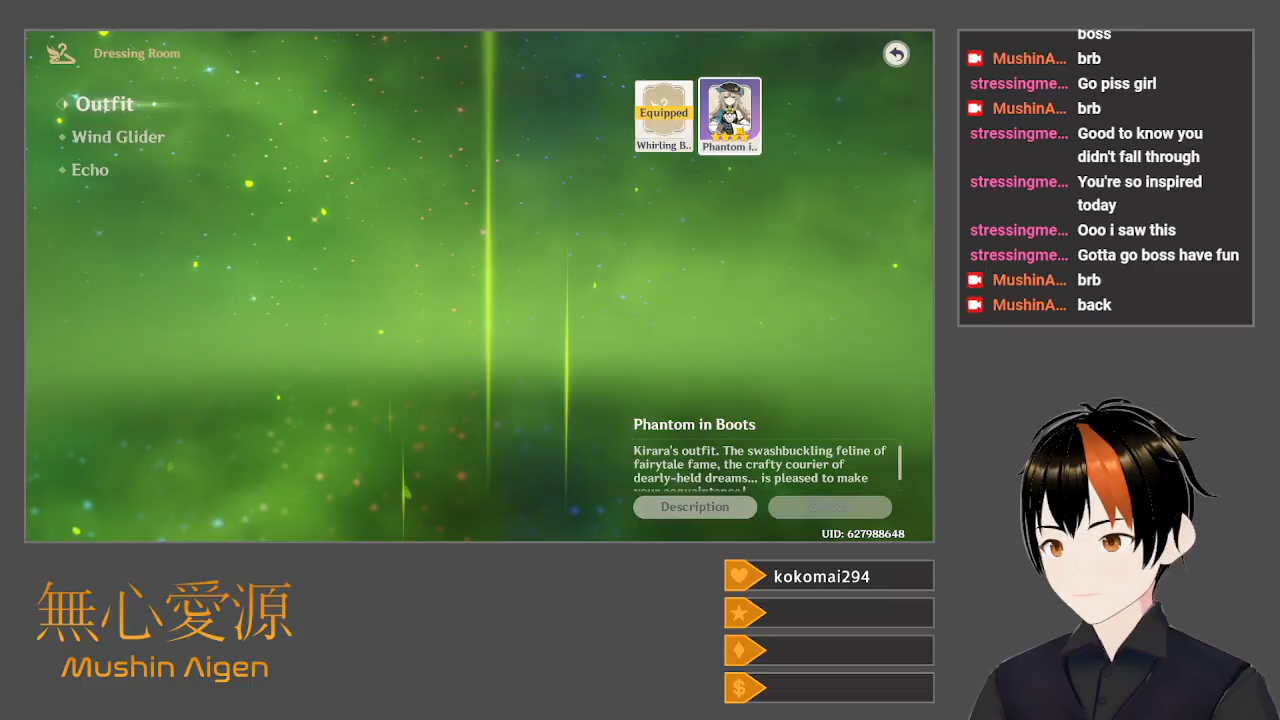 Dressing Room
Outfit
Wind Glider
Echo
Equipped
Whirling B..
Phantom i..
Phantom in Boots
Kirara's outfit. The swashbuckling feline of
fairytale fame, the crafty courier of
dearly-held dreams... is pleased to make
your acquaintance!
Description
UID: 627988648
boss
MushinA... brb
stressingme... Go piss girl
MushinA... brb
stressingme... Good to know you
didn't fall through
stressingme... You're so inspired
today
stressingme... Ooo i saw this
stressingme... Gotta go boss have fun
MushinA... brb
MushinA... back
無心愛源
Mushin Aigen
kokomai294